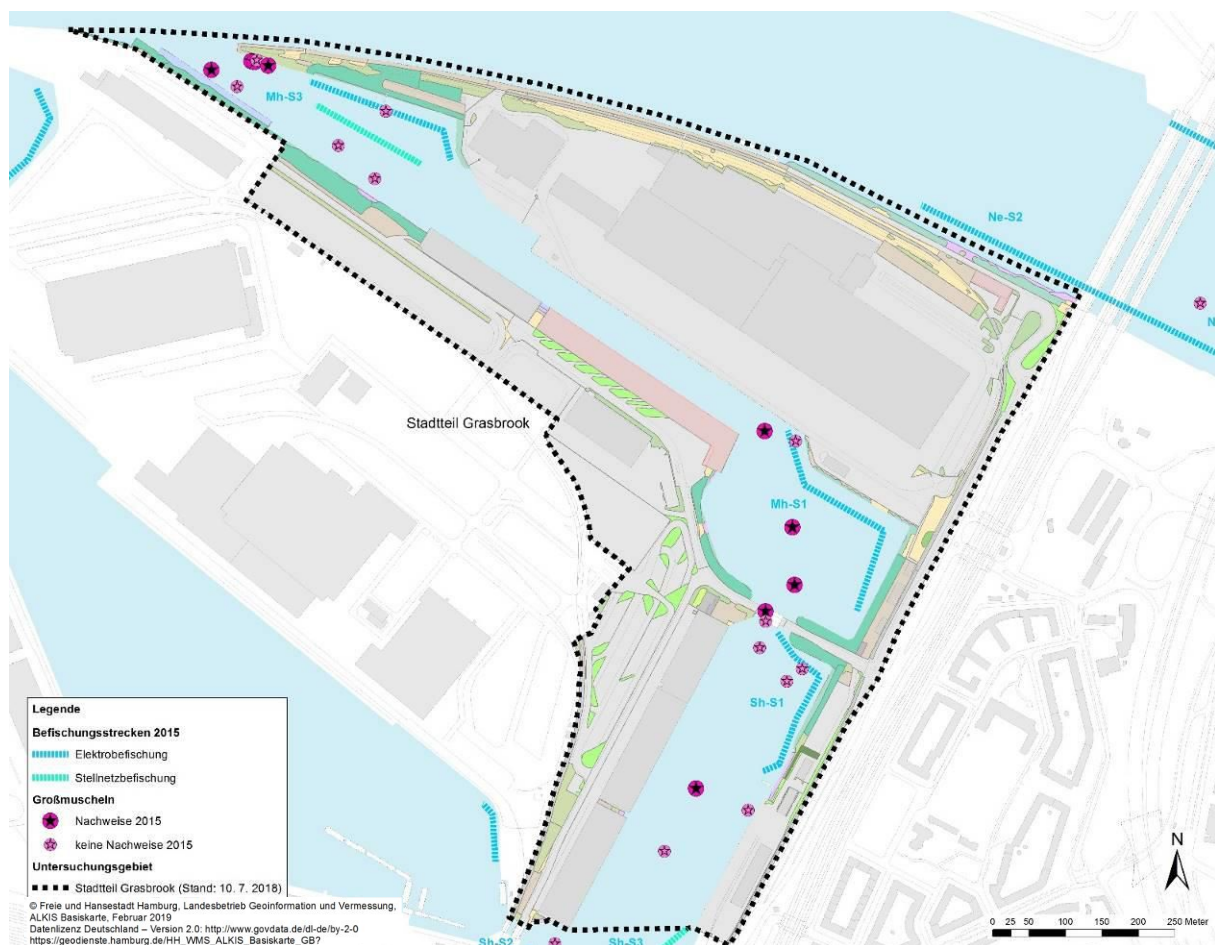 Mh-S3
Ne-S2
N
Stadtteil Grasbrook
Mh-S1
Sh-S1
Legende
Befischungsstrecken 2015
Elektrobefischung
Stellnetzbefischung
Großmuscheln
Nachweise 2015
keine Nachweise 2015
Untersuchungsgebiet
Stadtteil Grasbrook (Stand: 10. 7. 2018)
© Freie und Hansestadt Hamburg, Landesbetrieb Geoinformation und Vermessung,
ALKIS Basiskarte, Februar 2019
Datenlizenz Deutschland – Version 2.0: http://www.govdata.de/dl-de/by-2-0
https://geodienste.hamburg.de/HH_WMS_ALKIS_Basiskarte_GB?
Sh-S2
Sh-S3
N
0 25 50 100 150 200 250 Meter